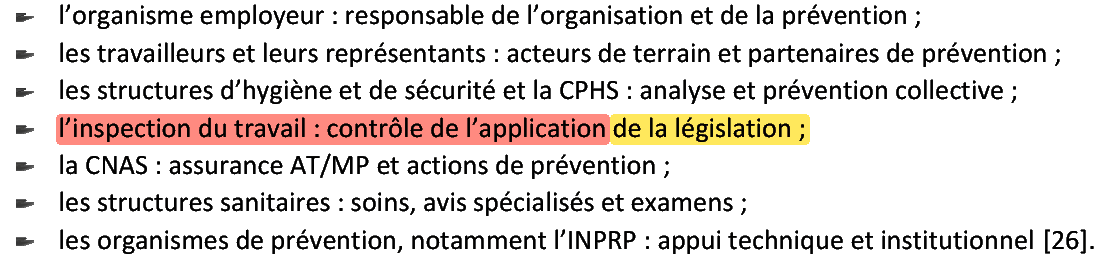 l’organisme employeur : responsable de l’organisation et de la prévention ;
les travailleurs et leurs représentants : acteurs de terrain et partenaires de prévention ;
les structures d’hygiène et de sécurité et la CPHS : analyse et prévention collective ;
l’inspection du travail : contrôle de l’application de la législation ;
la CNAS : assurance AT/MP et actions de prévention ;
les structures sanitaires : soins, avis spécialisés et examens ;
les organismes de prévention, notamment l’INPRP : appui technique et institutionnel [26].